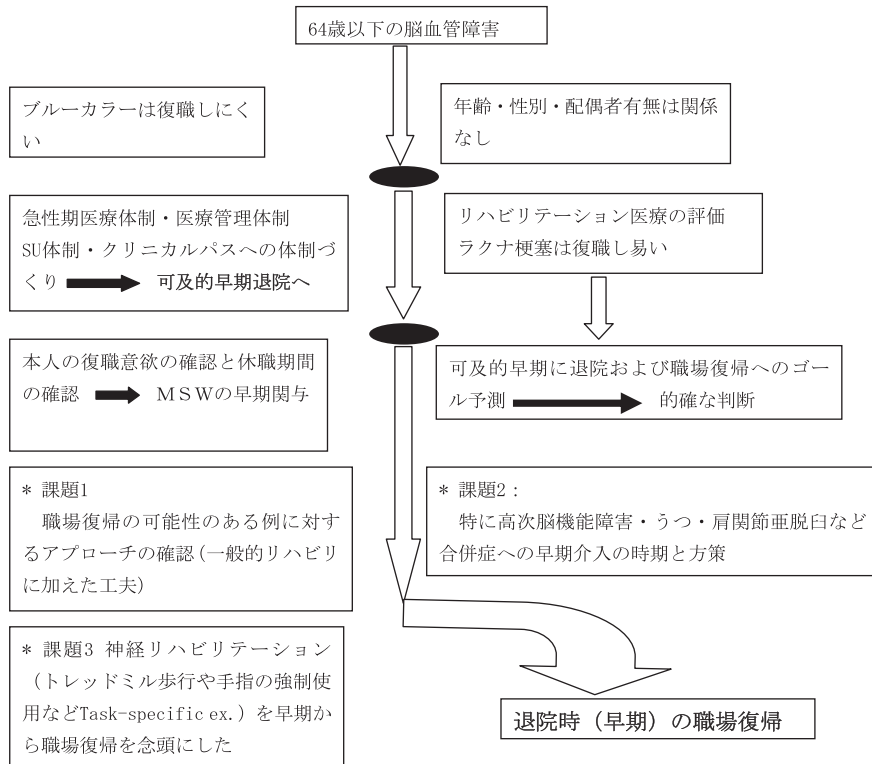 64歳以下の脳血管障害
ブルーカラーは復職しにく
い
年齢・性別・配偶者有無は関係
なし
急性期医療体制・医療管理体制
SU体制・クリニカルパスへの体制づ
くり 可及的早期退院へ
リハビリテーション医療の評価
ラクナ梗塞は復職し易い
本人の復職意欲の確認と休職期間
の確認 ＭＳＷの早期関与
可及的早期に退院および職場復帰へのゴー
ル予測 的確な判断
* 課題1
職場復帰の可能性のある例に対す
るアプローチの確認(一般的リハビリ
に加えた工夫)
* 課題2：
特に高次脳機能障害・うつ・肩関節亜脱臼など
合併症への早期介入の時期と方策
* 課題3 神経リハビリテーション
（トレッドミル歩行や手指の強制使
用などTask-specific ex.）を早期か
ら職場復帰を念頭にした
退院時（早期）の職場復帰